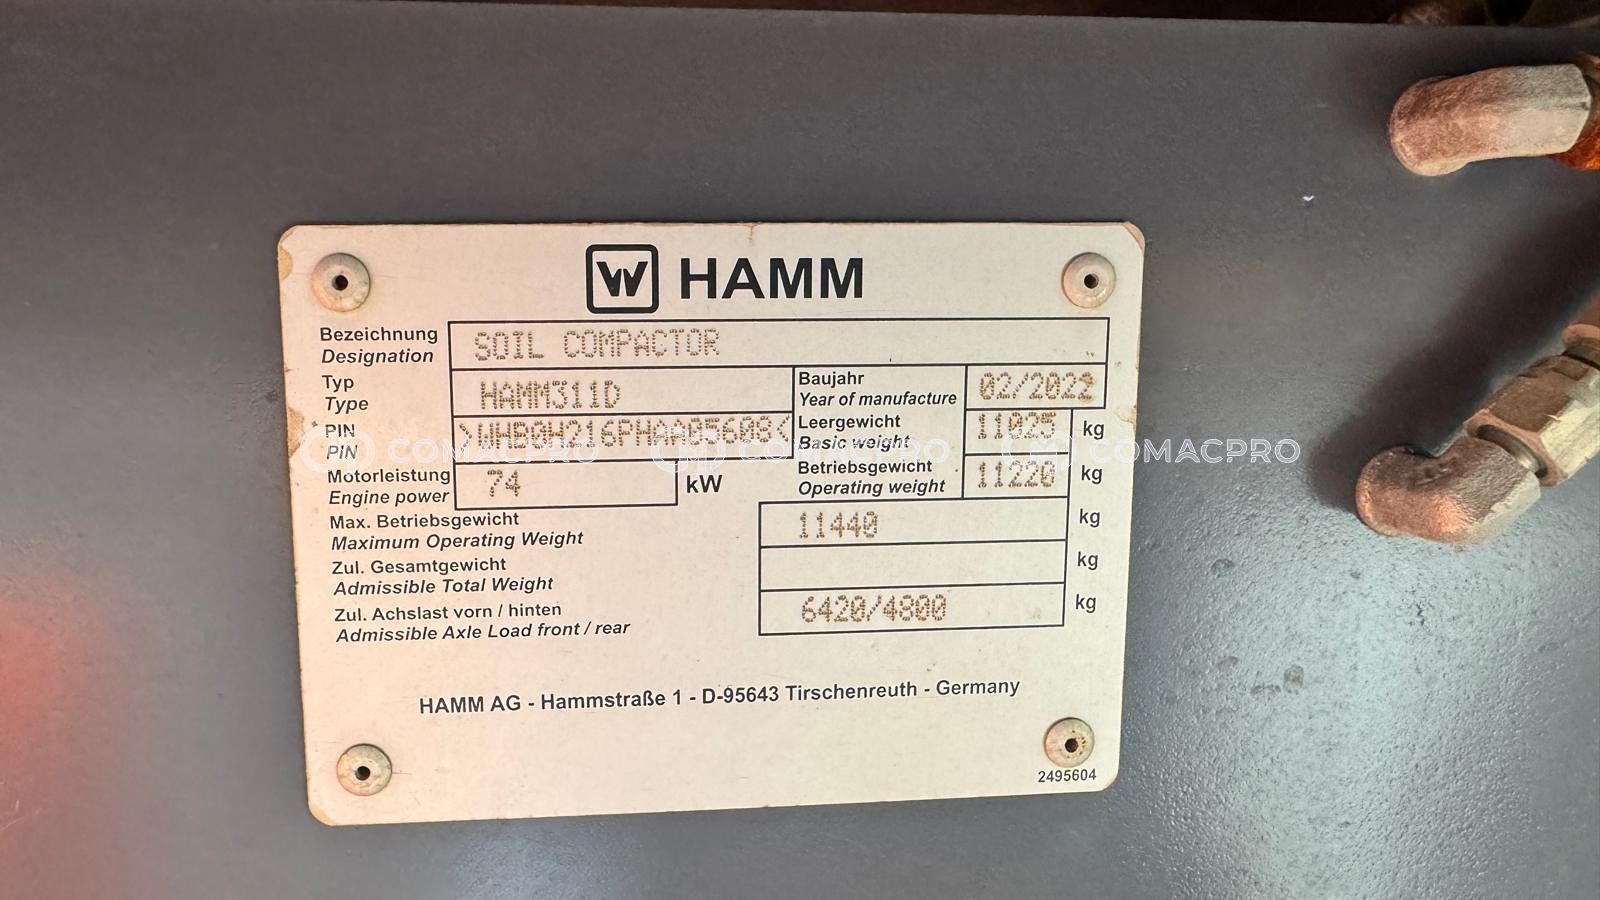 HAMM
Bezeichnung
Designation
SOIL COMPACTOR
Typ
Type
HAMM311D
Baujahr
Year of manufacture
02/2022
PIN
PIN
Leergewicht
Basic weight
11025 kg
Motorleistung
Engine power
74 kW
Betriebsgewicht
Operating weight
11220 kg
Max. Betriebsgewicht
Maximum Operating Weight
11440 kg
Zul. Gesamtgewicht
Admissible Total Weight
kg
Zul. Achslast vorn / hinten
Admissible Axle Load front / rear
6420/4800 kg
HAMM AG - Hammstraße 1 - D-95643 Tirschenreuth - Germany
2495604
COMACPRO COMACPRO COMACPRO